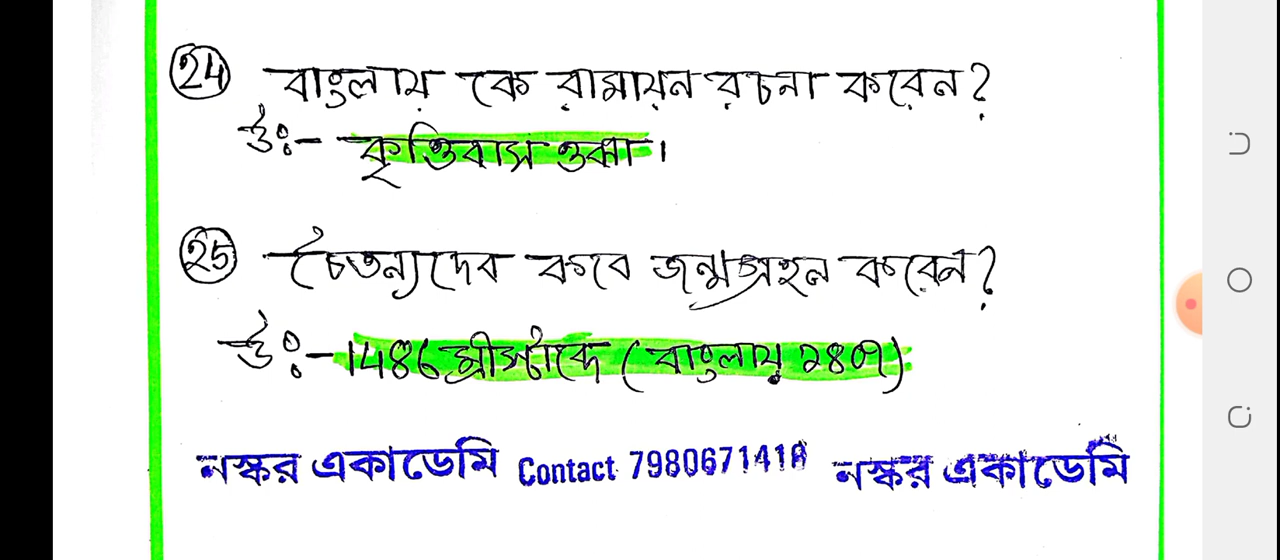 24 বাংলায় কে রামায়ন রচনা করেন?
উঃ- কৃত্তিবাস ওঝা।
25 চৈতন্যদেব কবে জন্মগ্রহন করেন?
উঃ- 1486 খ্রীস্টাব্দে (বাংলায় ১৪০৭)
নস্কর একাডেমি Contact 7980671418 নস্কর একাডেমি